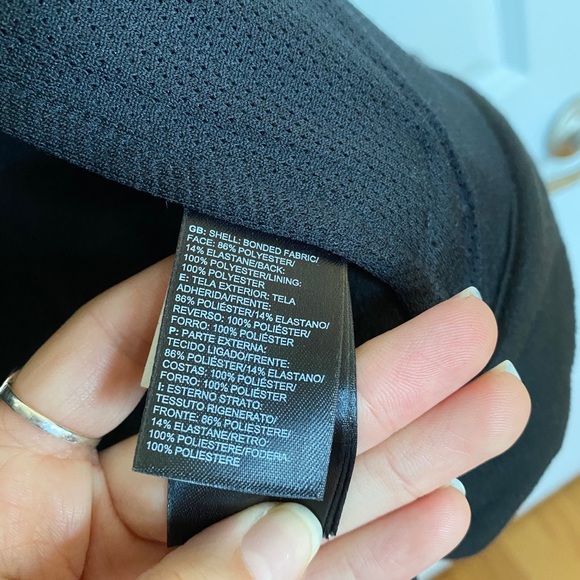 GB: SHELL: BONDED FABRIC/
FACE: 86% POLYESTER/
14% ELASTANE/BACK:
100% POLYESTER/LINING:
100% POLYESTER
E: TELA EXTERIOR: TELA
ADHERIDA/FRENTE:
86% POLIÉSTER/14% ELASTANO/
REVERSO: 100% POLIÉSTER/
FORRO: 100% POLIÉSTER
P: PARTE EXTERNA:
TECIDO LIGADO/FRENTE:
86% POLIÉSTER/14% ELASTANO/
COSTAS: 100% POLIÉSTER/
FORRO: 100% POLIÉSTER
I: ESTERNO STRATO:
TESSUTO RIGENERATO/
FRONTE: 86% POLIESTERE/
14% ELASTANE/RETRO:
100% POLIESTERE/FODERA:
100% POLIESTERE